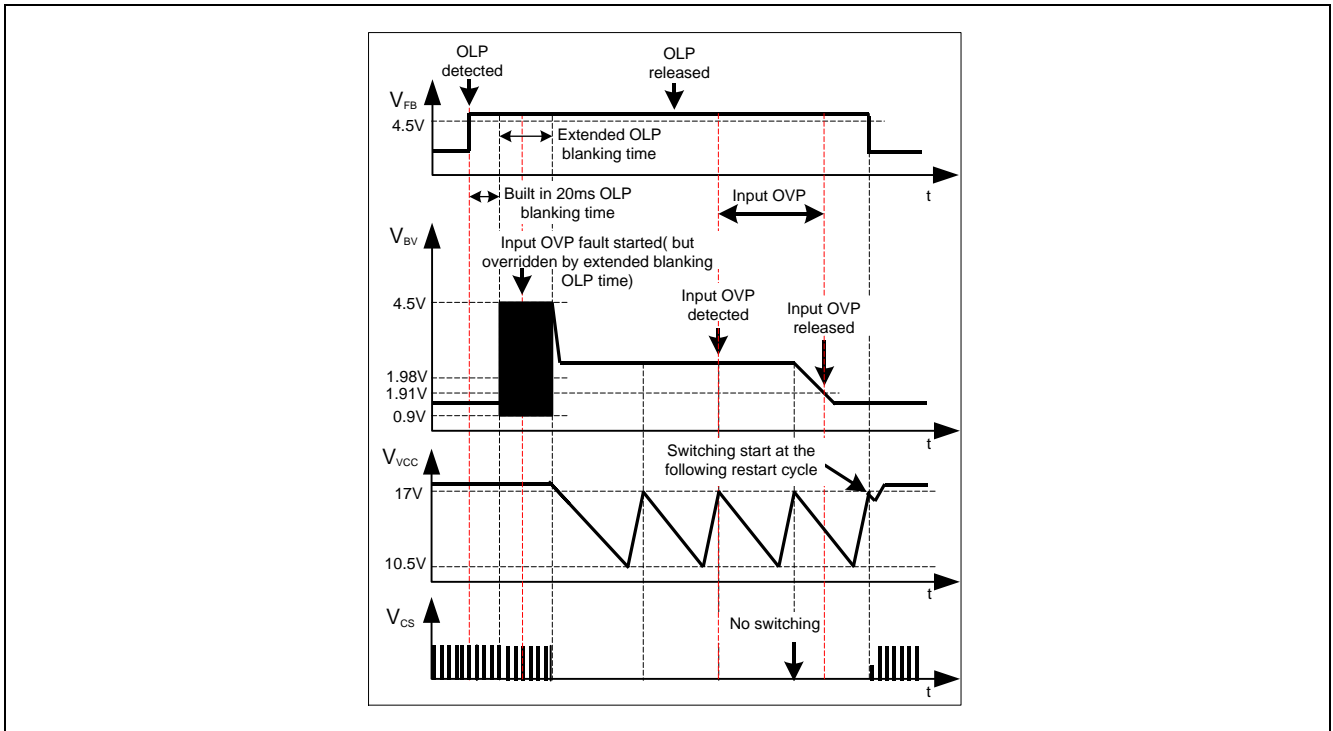 OLP
detected
OLP
released
VFB
4.5V
Extended OLP
blanking time
t
Built in 20ms OLP
blanking time
Input OVP
VBV
Input OVP fault started( but
overridden by extended blanking
OLP time)
4.5V
Input OVP
detected
Input OVP
released
1.98V
1.91V
0.9V
t
VVCC
Switching start at the
following restart cycle
17V
10.5V
t
VCS
No switching
t